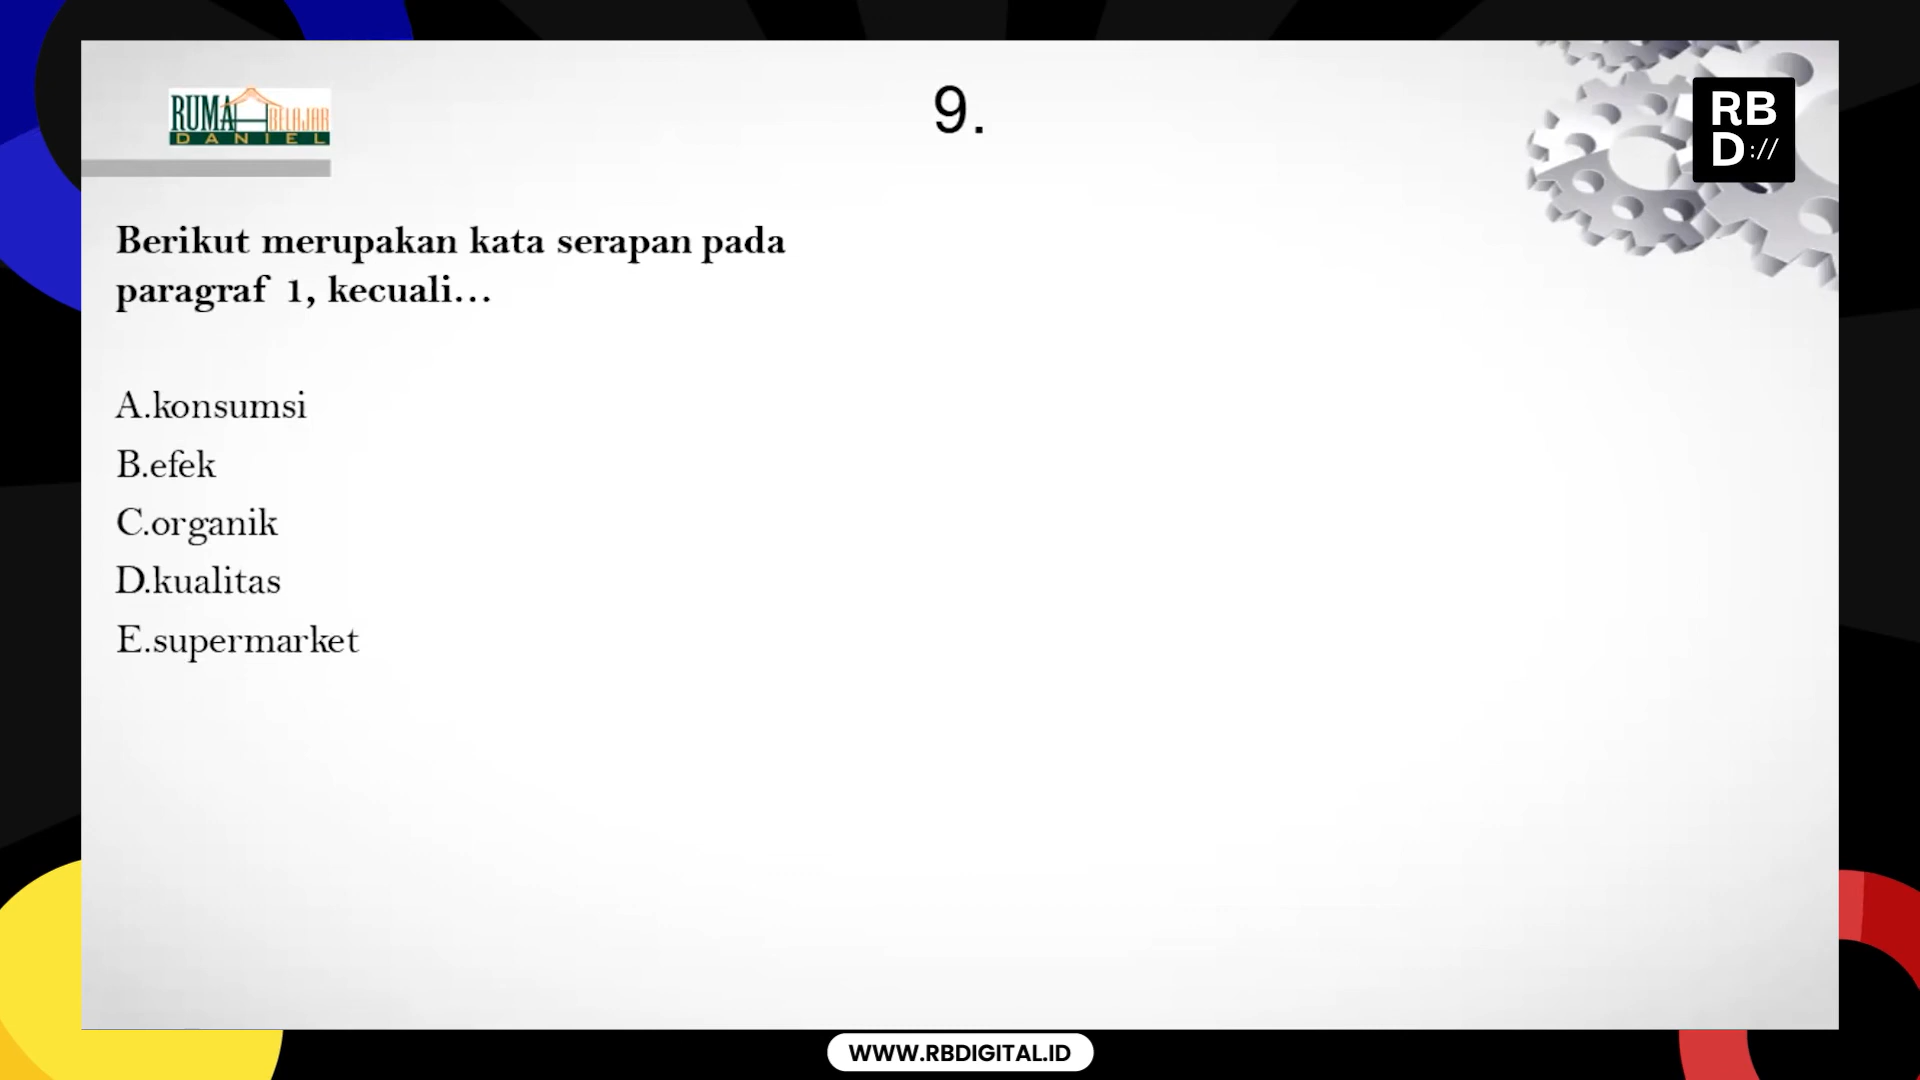 RUMA BELAJAR
DANIEL
9.
RB
D://
Berikut merupakan kata serapan pada
paragraf 1, kecuali...
A.konsumsi
B.efek
C.organik
D.kualitas
E.supermarket
WWW.RBDIGITAL.ID